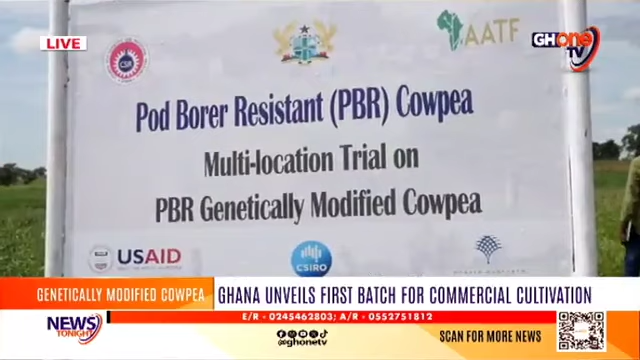 LIVE
CSIR
AATF
GHOne
TV
Pod Borer Resistant (PBR) Cowpea
Multi-location Trial on
PBR Genetically Modified Cowpea
USAID
CSIRO
GENETICALLY MODIFIED COWPEA
GHANA UNVEILS FIRST BATCH FOR COMMERCIAL CULTIVATION
NEWS
TONIGHT
E/R - 0245462803; A/R - 0552751812
@ghonetv
SCAN FOR MORE NEWS